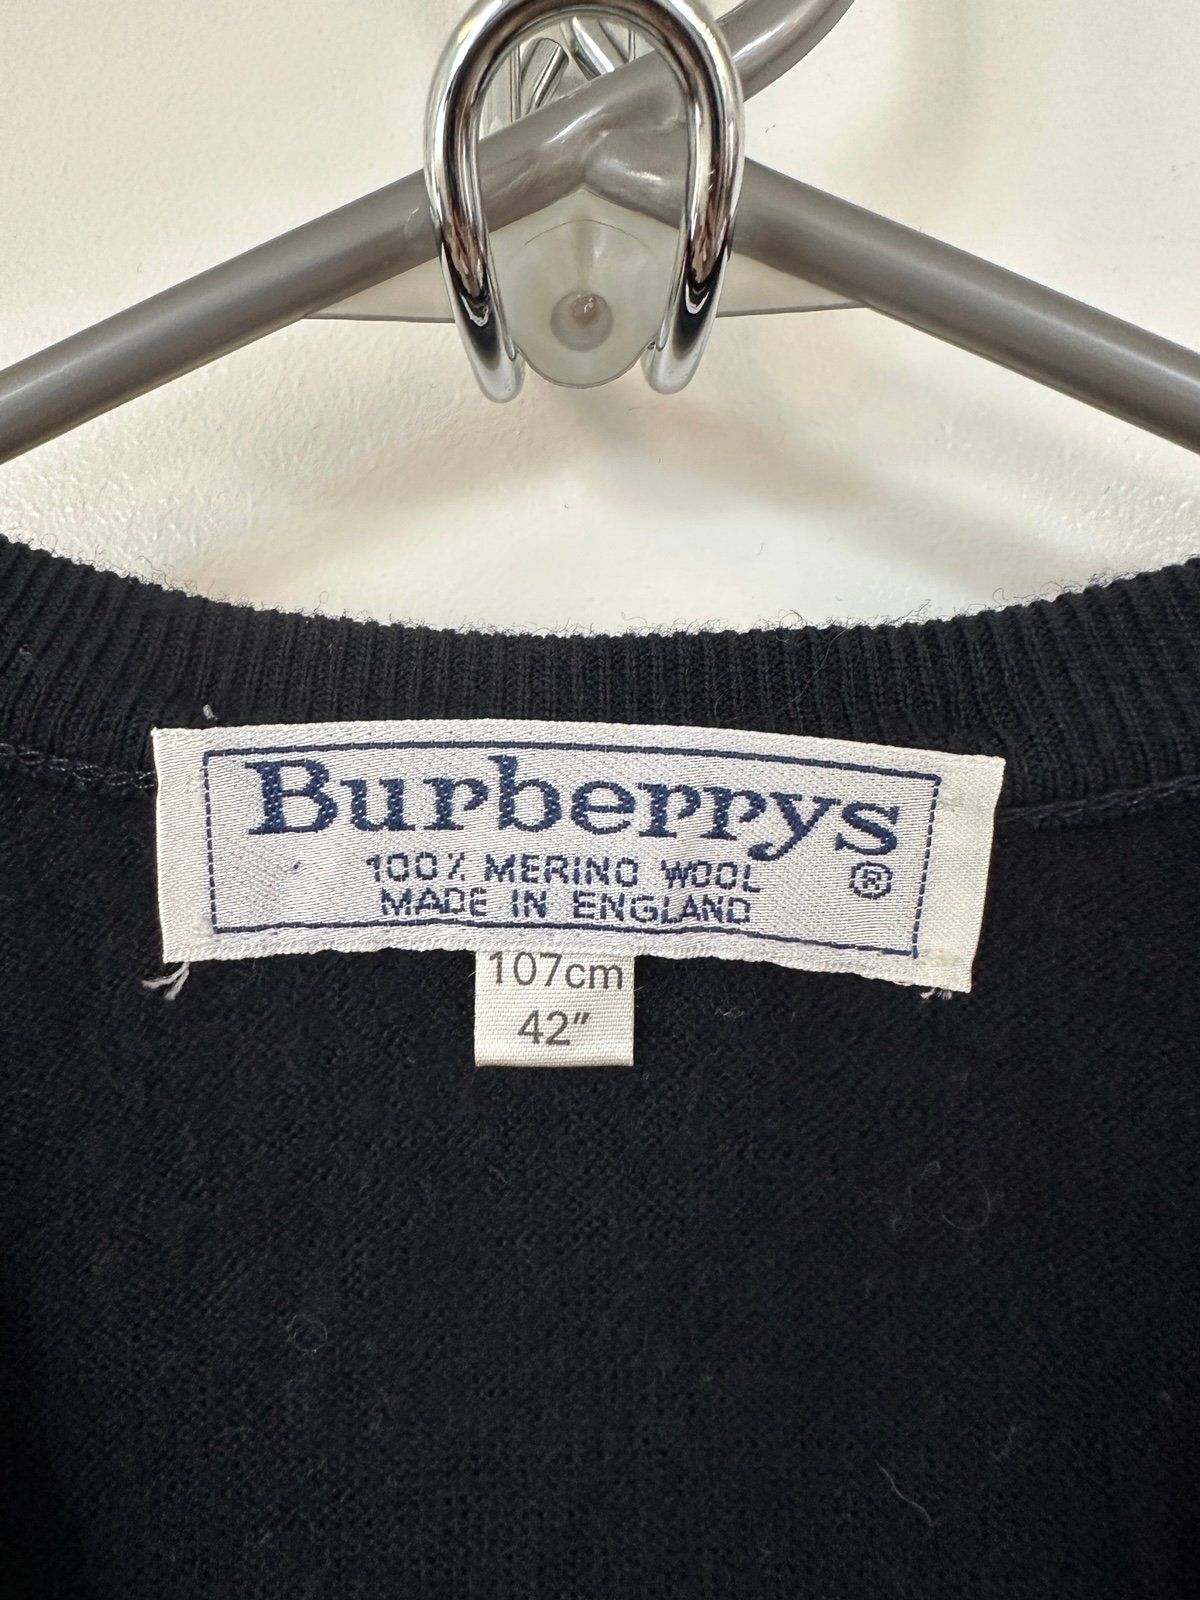 Burberrys
100% MERINO WOOL ®
MADE IN ENGLAND
107cm
42"